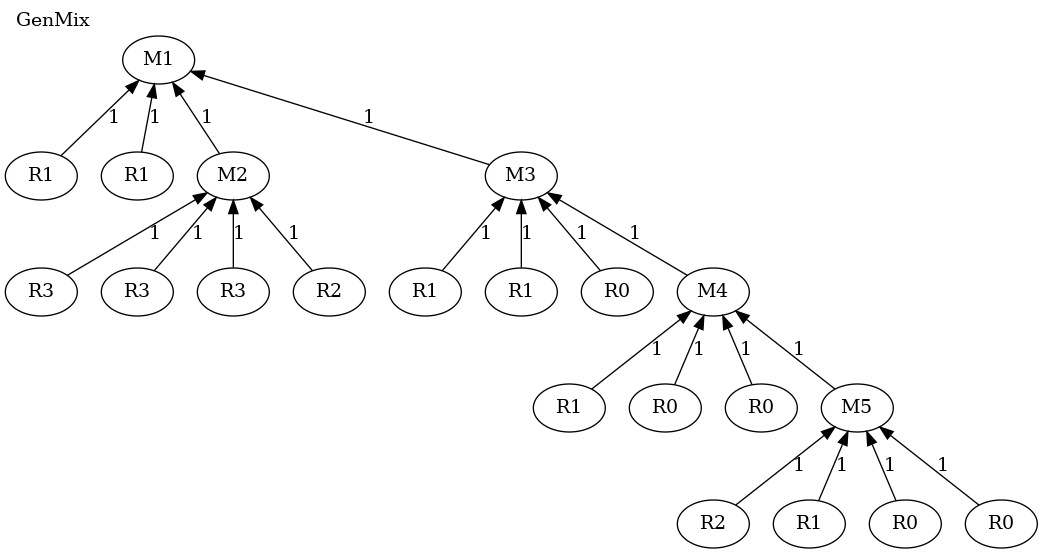 GenMix
M1
1 1 1 1
R1 R1 M2 M3
1 1 1 1 1 1 1 1
R3 R3 R3 R2 R1 R1 R0 M4
1 1 1 1
R1 R0 R0 M5
1 1 1 1
R2 R1 R0 R0